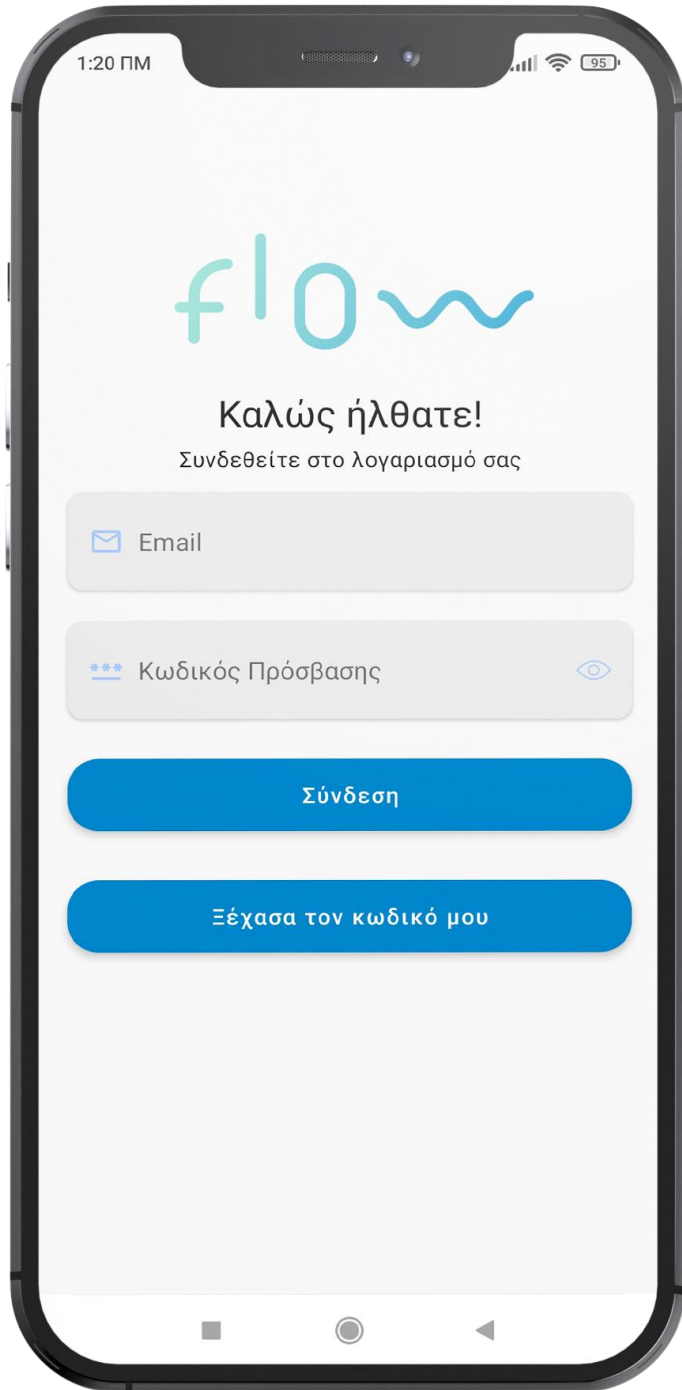 1:20 ΠΜ
95
flow
Καλώς ήλθατε!
Συνδεθείτε στο λογαριασμό σας
Email
*** Κωδικός Πρόσβασης
Σύνδεση
Ξέχασα τον κωδικό μου